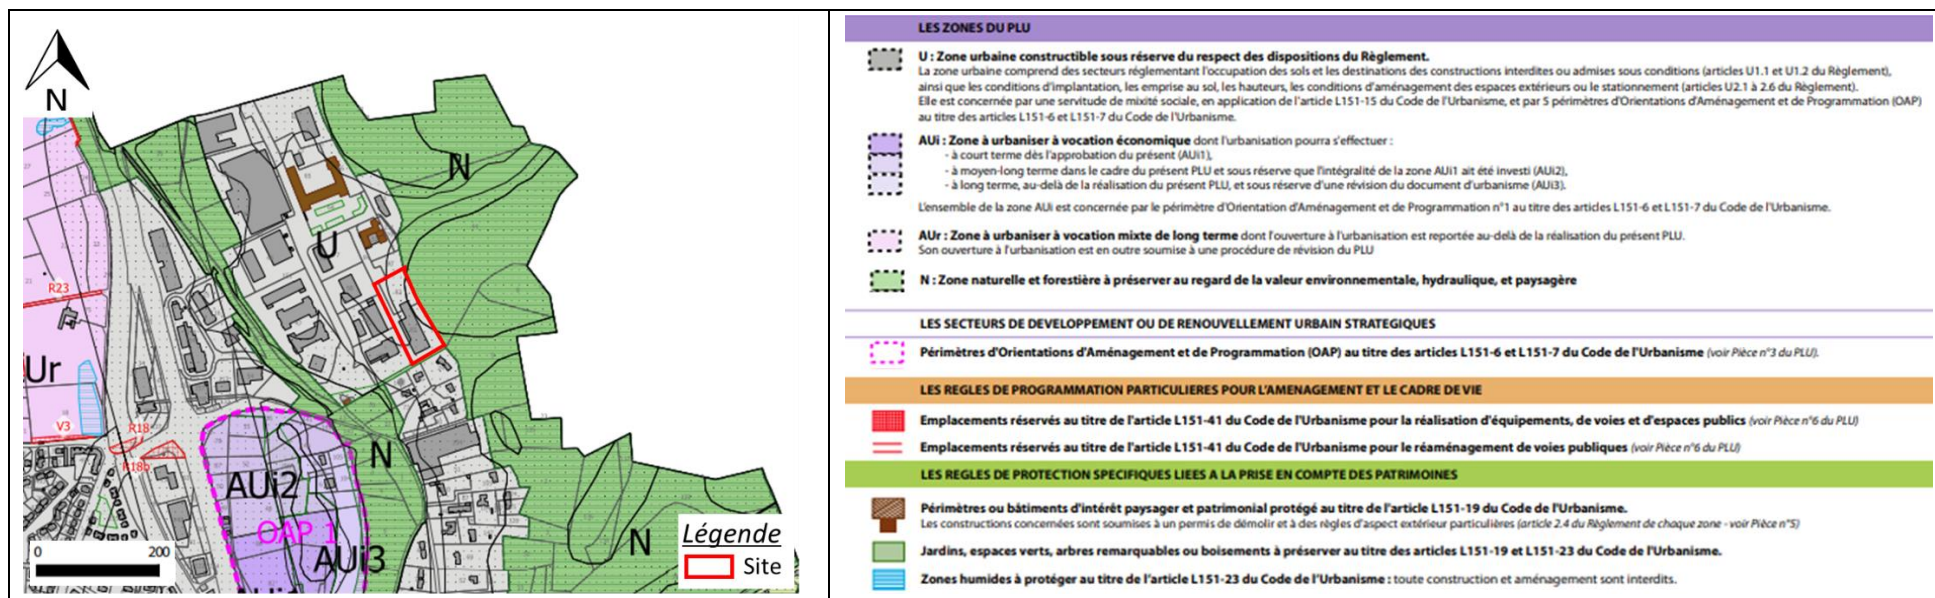 N
N
U
R23
Ur
V3
R18
R18b
N
AUi2
OAP 1
AUi3
N
0 200
Légende
Site
LES ZONES DU PLU
U : Zone urbaine constructible sous réserve du respect des dispositions du Règlement.
La zone urbaine comprend des secteurs réglementant l'occupation des sols et les destinations des constructions interdites ou admises sous conditions (articles U1.1 et U1.2 du Règlement),
ainsi que les conditions d'implantation, les emprise au sol, les hauteurs, les conditions d'aménagement des espaces extérieurs ou le stationnement (articles U2.1 à 2.6 du Règlement).
Elle est concernée par une servitude de mixité sociale, en application de l'article L151-15 du Code de l'Urbanisme, et par 5 périmètres d'Orientations d'Aménagement et de Programmation (OAP)
au titre des articles L151-6 et L151-7 du Code de l'Urbanisme.
AUi : Zone à urbaniser à vocation économique dont l'urbanisation pourra s'effectuer :
- à court terme dès l'approbation du présent (AUi1),
- à moyen-long terme dans le cadre du présent PLU et sous réserve que l'intégralité de la zone AUi1 ait été investi (AUi2),
- à long terme, au-delà de la réalisation du présent PLU, et sous réserve d'une révision du document d'urbanisme (AUi3).
L'ensemble de la zone AUi est concernée par le périmètre d'Orientation d'Aménagement et de Programmation n°1 au titre des articles L151-6 et L151-7 du Code de l'Urbanisme.
AUr : Zone à urbaniser à vocation mixte de long terme dont l'ouverture à l'urbanisation est reportée au-delà de la réalisation du présent PLU.
Son ouverture à l'urbanisation est en outre soumise à une procédure de révision du PLU
N : Zone naturelle et forestière à préserver au regard de la valeur environnementale, hydraulique, et paysagère
LES SECTEURS DE DEVELOPPEMENT OU DE RENOUVELLEMENT URBAIN STRATEGIQUES
Périmètres d'Orientations d'Aménagement et de Programmation (OAP) au titre des articles L151-6 et L151-7 du Code de l'Urbanisme (voir Pièce n°3 du PLU).
LES REGLES DE PROGRAMMATION PARTICULIERES POUR L'AMENAGEMENT ET LE CADRE DE VIE
Emplacements réservés au titre de l'article L151-41 du Code de l'Urbanisme pour la réalisation d'équipements, de voies et d'espaces publics (voir Pièce n°6 du PLU)
Emplacements réservés au titre de l'article L151-41 du Code de l'Urbanisme pour le réaménagement de voies publiques (voir Pièce n°6 du PLU)
LES REGLES DE PROTECTION SPECIFIQUES LIEES A LA PRISE EN COMPTE DES PATRIMOINES
Périmètres ou bâtiments d'intérêt paysager et patrimonial protégé au titre de l'article L151-19 du Code de l'Urbanisme.
Les constructions concernées sont soumises à un permis de démolir et à des règles d'aspect extérieur particulières (article 2.4 du Règlement de chaque zone - voir Pièce n°5)
Jardins, espaces verts, arbres remarquables ou boisements à préserver au titre des articles L151-19 et L151-23 du Code de l'Urbanisme.
Zones humides à protéger au titre de l'article L151-23 du Code de l'Urbanisme : toute construction et aménagement sont interdits.